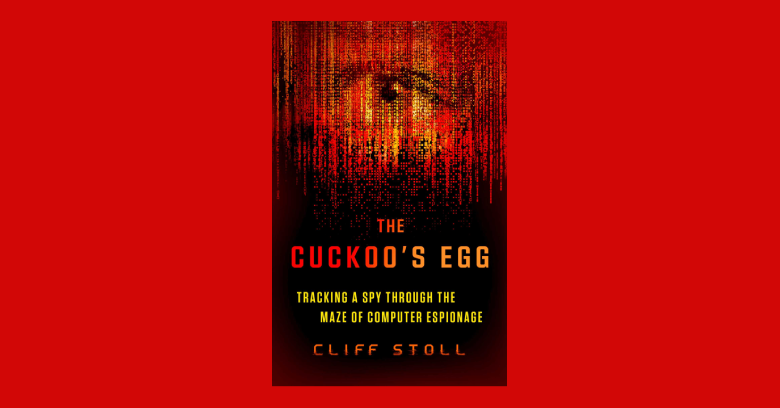 THE
CUCKOO'S EGG
TRACKING A SPY THROUGH THE
MAZE OF COMPUTER ESPIONAGE
CLIFF STOLL